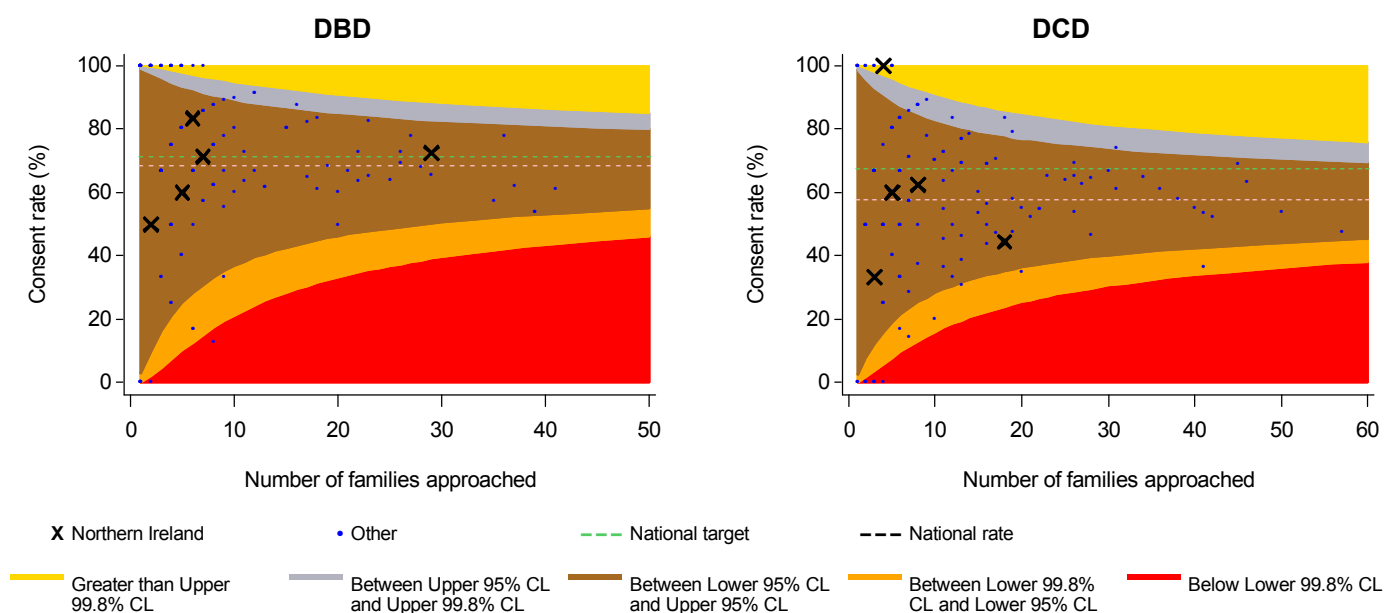 DBD
DCD
100
80
60
40
20
0
Consent rate (%)
0 10 20 30 40 50
Number of families approached
100
80
60
40
20
0
Consent rate (%)
0 10 20 30 40 50 60
Number of families approached
X Northern Ireland
Other
National target
National rate
Greater than Upper
99.8% CL
Between Upper 95% CL
and Upper 99.8% CL
Between Lower 95% CL
and Upper 95% CL
Between Lower 99.8%
CL and Lower 95% CL
Below Lower 99.8% CL